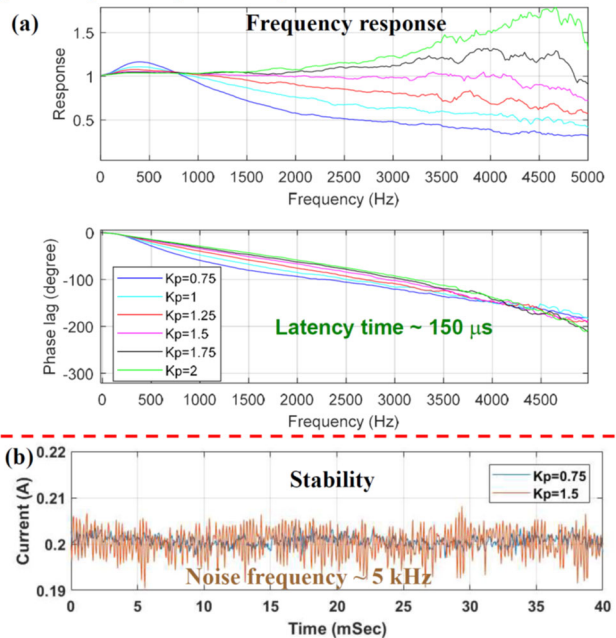 (a)
Frequency response
Response
1.5
1
0.5
0 500 1000 1500 2000 2500 3000 3500 4000 4500 5000
Frequency (Hz)
Phase lag (degree)
0
-100
-200
-300
Kp=0.75
Kp=1
Kp=1.25
Kp=1.5
Kp=1.75
Kp=2
Latency time ~ 150 μs
0 500 1000 1500 2000 2500 3000 3500 4000 4500
Frequency (Hz)
(b)
Current (A)
0.22
0.21
0.2
0.19
Stability
Kp=0.75
Kp=1.5
Noise frequency ~ 5 kHz
0 5 10 15 20 25 30 35 40
Time (mSec)